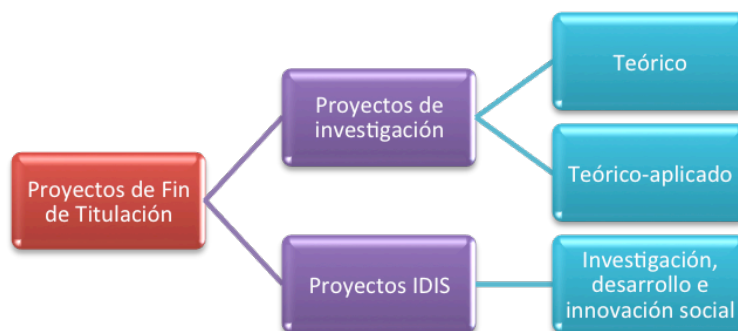 Proyectos de Fin
de Titulación
Proyectos de
investigación
Teórico
Teórico-aplicado
Proyectos IDIS
Investigación,
desarrollo e
innovación social